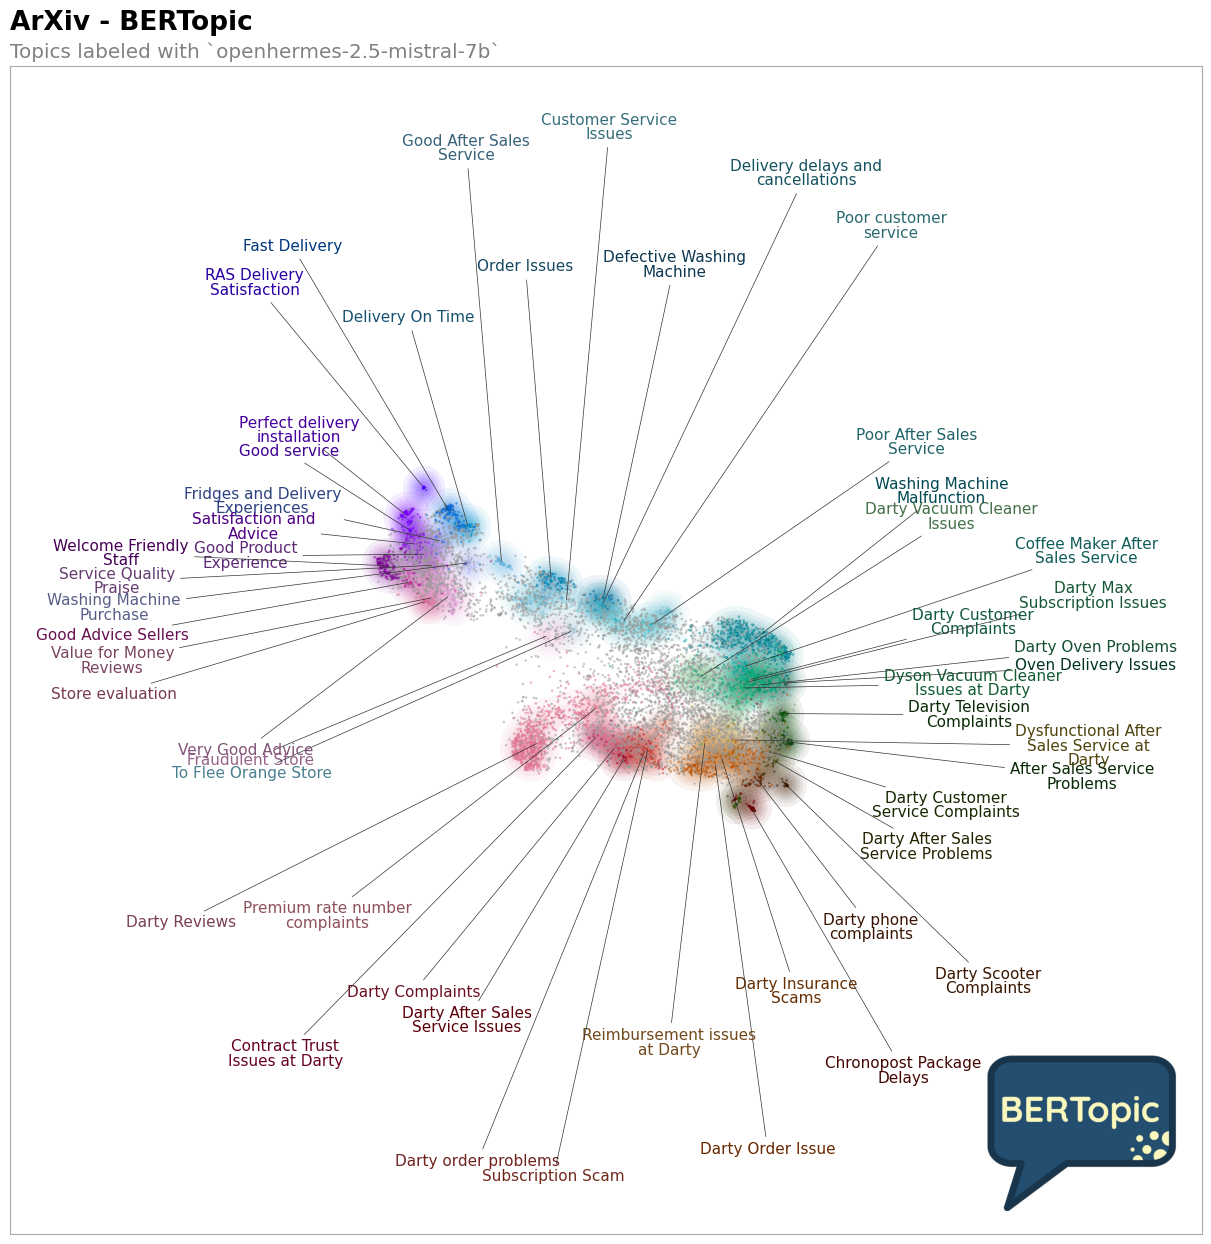 ArXiv - BERTopic
Topics labeled with `openhermes-2.5-mistral-7b`
Customer Service
Issues
Good After Sales
Service
Delivery delays and
cancellations
Poor customer
service
Fast Delivery
Order Issues
Defective Washing
Machine
RAS Delivery
Satisfaction
Delivery On Time
Perfect delivery
installation
Good service
Poor After Sales
Service
Washing Machine
Malfunction
Fridges and Delivery
Experiences
Darty Vacuum Cleaner
Issues
Satisfaction and
Advice
Welcome Friendly
Staff
Good Product
Experience
Coffee Maker After
Sales Service
Service Quality
Praise
Darty Max
Subscription Issues
Washing Machine
Purchase
Darty Customer
Complaints
Good Advice Sellers
Darty Oven Problems
Value for Money
Reviews
Oven Delivery Issues
Dyson Vacuum Cleaner
Issues at Darty
Store evaluation
Darty Television
Complaints
Dysfunctional After
Sales Service at
Darty
Very Good Advice
Fraudulent Store
To Flee Orange Store
After Sales Service
Problems
Darty Customer
Service Complaints
Darty After Sales
Service Problems
Premium rate number
complaints
Darty Reviews
Darty phone
complaints
Darty Scooter
Complaints
Darty Insurance
Scams
Darty Complaints
Darty After Sales
Service Issues
Reimbursement issues
at Darty
Contract Trust
Issues at Darty
Chronopost Package
Delays
BERTopic
Darty Order Issue
Darty order problems
Subscription Scam